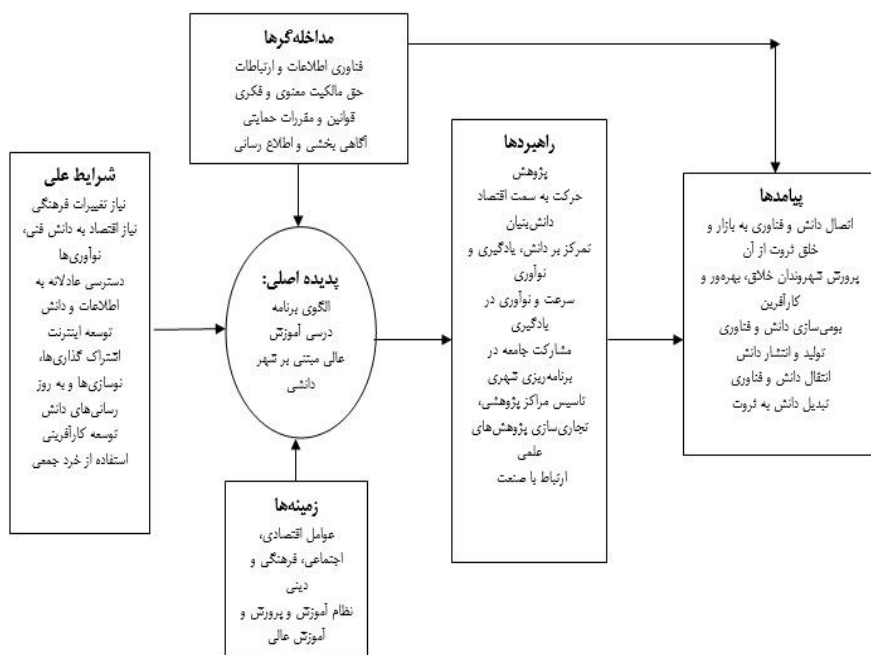 مداخله‌گرها
فناوری اطلاعات و ارتباطات
حق مالکیت معنوی و فکری
قوانین و مقررات حمایتی
آگاهی بخشی و اطلاع رسانی
شرایط علی
نیاز تغییرات فرهنگی
نیاز اقتصاد به دانش فنی،
نوآوری‌ها
دسترسی عادلانه به
اطلاعات و دانش
توسعه اینترنت
اشتراک گذاری‌ها،
نوسازی‌ها و به روز
رسانی‌های دانش
توسعه کارآفرینی
استفاده از خرد جمعی
پدیده اصلی:
الگوی برنامه
درسی آموزش
عالی مبتنی بر شهر
دانشی
زمینه‌ها
عوامل اقتصادی،
اجتماعی، فرهنگی و
دینی
نظام آموزش و پرورش و
آموزش عالی
راهبردها
پژوهش
حرکت به سمت اقتصاد
دانش‌بنیان
تمرکز بر دانش، یادگیری و
نوآوری
سرعت و نوآوری در
یادگیری
مشارکت جامعه در
برنامه‌ریزی شهری
تاسیس مراکز پژوهشی،
تجاری‌سازی پژوهش‌های
علمی
ارتباط با صنعت
پیامدها
اتصال دانش و فناوری به بازار و
خلق ثروت از آن
پرورش شهروندان خلاق، بهره‌ور و
کارآفرین
بومی‌سازی دانش و فناوری
تولید و انتشار دانش
انتقال دانش و فناوری
تبدیل دانش به ثروت